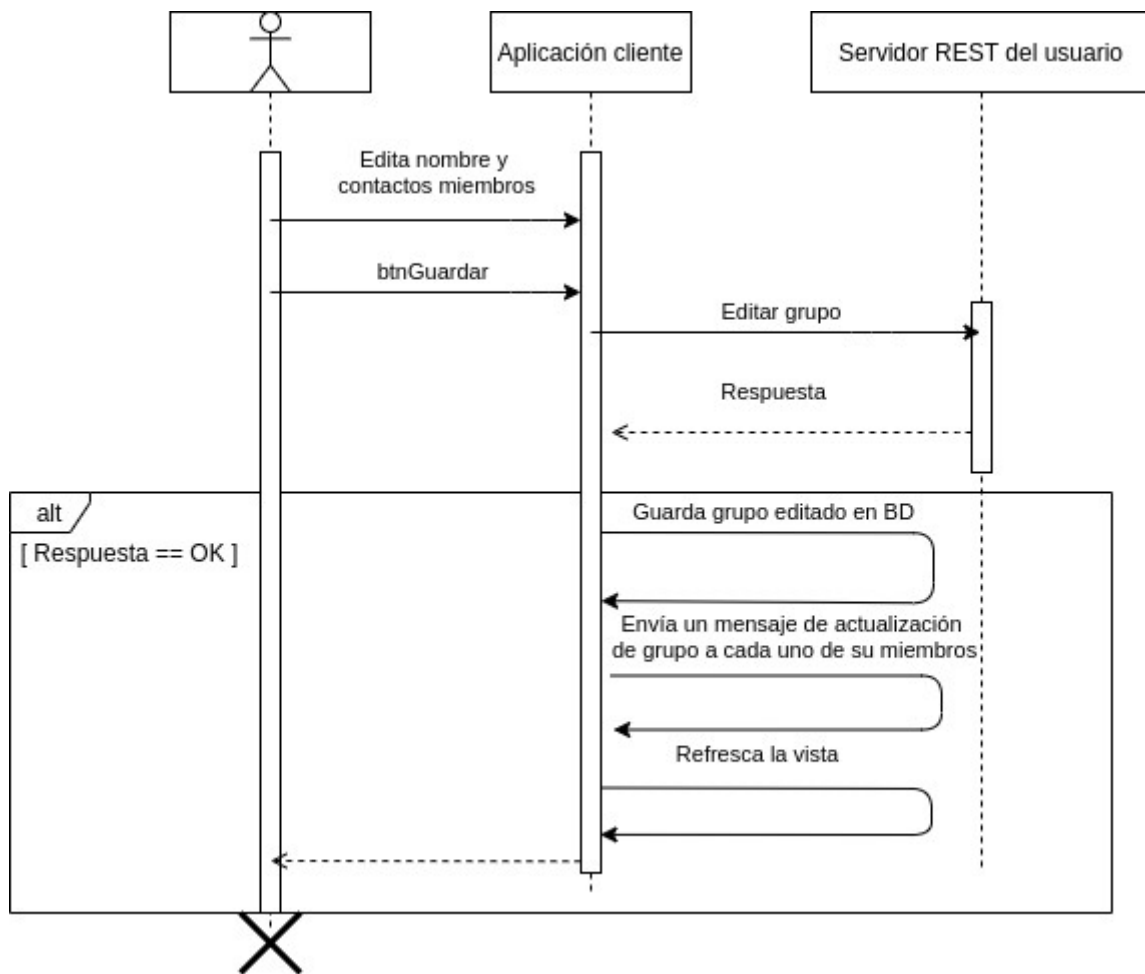 Aplicación cliente
Servidor REST del usuario
Edita nombre y
contactos miembros
btnGuardar
Editar grupo
Respuesta
alt
[ Respuesta == OK ]
Guarda grupo editado en BD
Envía un mensaje de actualización
de grupo a cada uno de su miembros
Refresca la vista